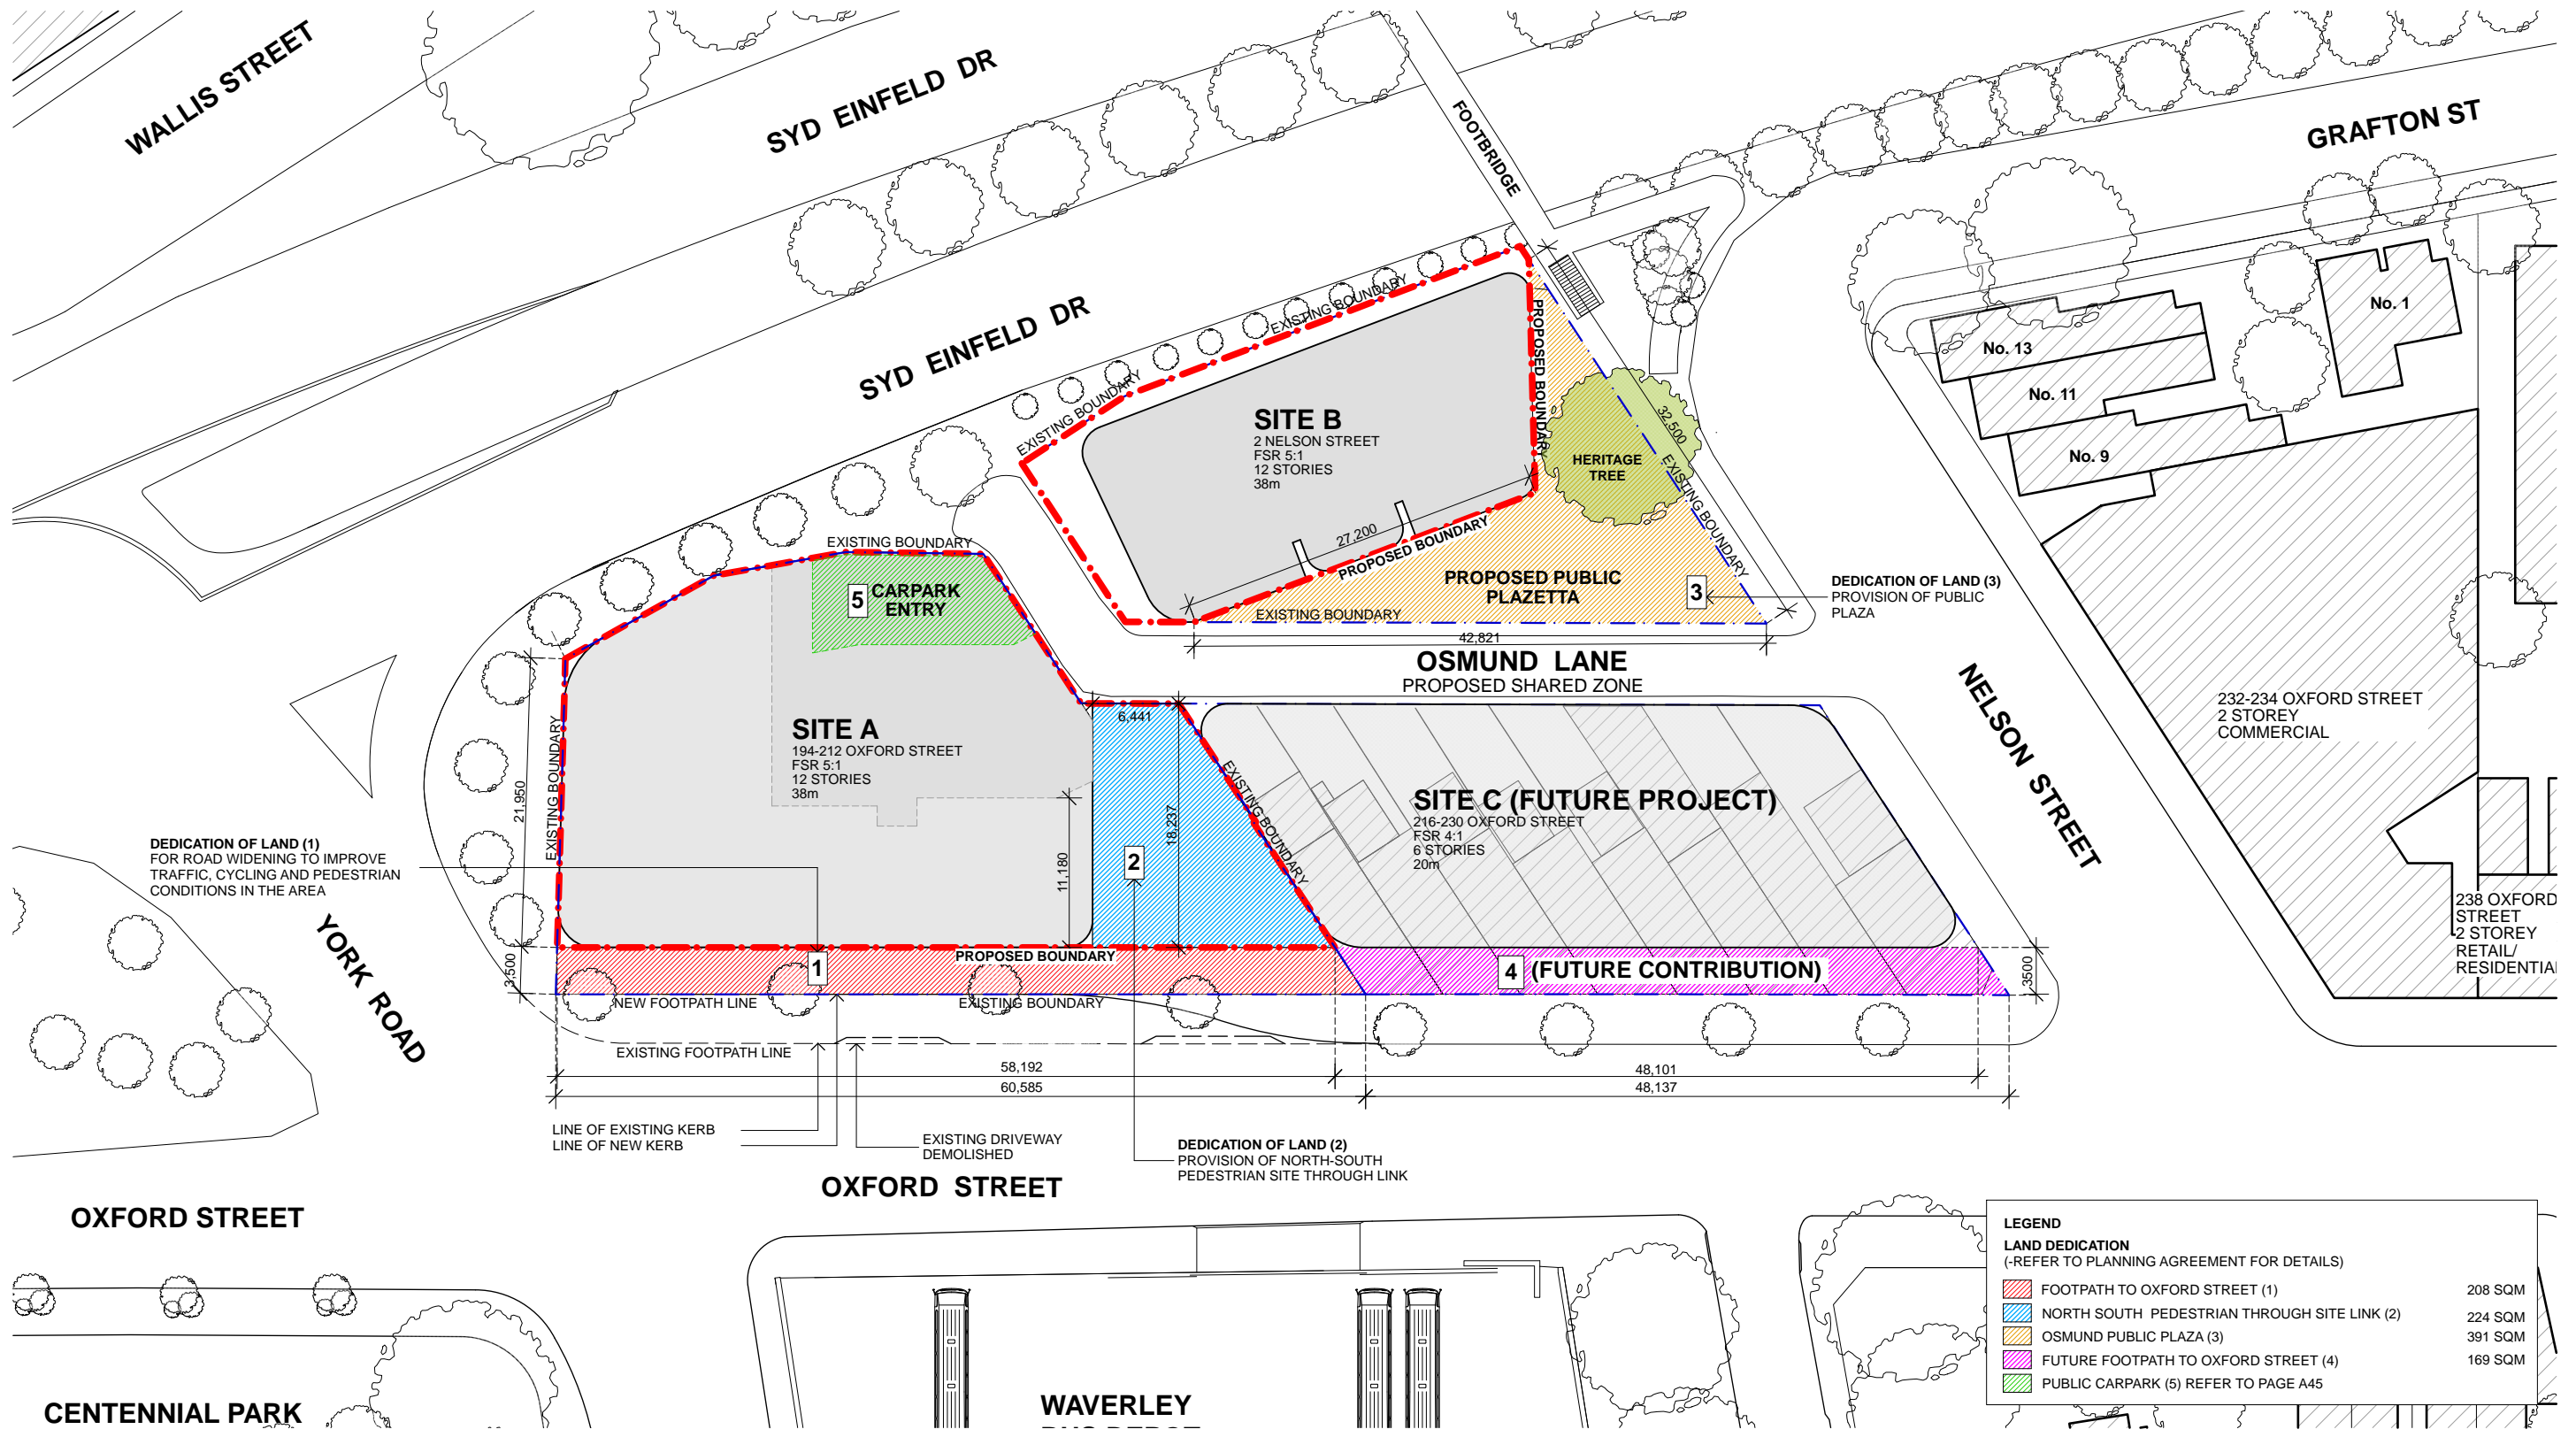 WALLIS STREET
SYD EINFELD DR
FOOTBRIDGE
GRAFTON ST
SYD EINFELD DR
EXISTING BOUNDARY
EXISTING BOUNDARY
PROPOSED BOUNDARY
No. 1
No. 13
No. 11
No. 9
SITE B
2 NELSON STREET
FSR 5:1
12 STORIES
38m
32,500
HERITAGE
TREE
EXISTING BOUNDARY
27,200
PROPOSED BOUNDARY
PROPOSED PUBLIC
PLAZETTA
3
DEDICATION OF LAND (3)
PROVISION OF PUBLIC
PLAZA
EXISTING BOUNDARY
42,821
EXISTING BOUNDARY
5
CARPARK
ENTRY
OSMUND LANE
PROPOSED SHARED ZONE
NELSON STREET
232-234 OXFORD STREET
2 STOREY
COMMERCIAL
6,441
SITE A
194-212 OXFORD STREET
FSR 5:1
12 STORIES
38m
EXISTING BOUNDARY
21,950
18,237
11,180
2
EXISTING BOUNDARY
SITE C (FUTURE PROJECT)
216-230 OXFORD STREET
FSR 4:1
6 STORIES
20m
DEDICATION OF LAND (1)
FOR ROAD WIDENING TO IMPROVE
TRAFFIC, CYCLING AND PEDESTRIAN
CONDITIONS IN THE AREA
238 OXFORD
STREET
2 STOREY
RETAIL/
RESIDENTIA
YORK ROAD
3,500
1
PROPOSED BOUNDARY
4
(FUTURE CONTRIBUTION)
3500
NEW FOOTPATH LINE
EXISTING BOUNDARY
EXISTING FOOTPATH LINE
58,192
48,101
60,585
48,137
LINE OF EXISTING KERB
LINE OF NEW KERB
EXISTING DRIVEWAY
DEMOLISHED
DEDICATION OF LAND (2)
PROVISION OF NORTH-SOUTH
PEDESTRIAN SITE THROUGH LINK
OXFORD STREET
OXFORD STREET
CENTENNIAL PARK
WAVERLEY
LEGEND
LAND DEDICATION
(-REFER TO PLANNING AGREEMENT FOR DETAILS)
FOOTPATH TO OXFORD STREET (1) 208 SQM
NORTH SOUTH PEDESTRIAN THROUGH SITE LINK (2) 224 SQM
OSMUND PUBLIC PLAZA (3) 391 SQM
FUTURE FOOTPATH TO OXFORD STREET (4) 169 SQM
PUBLIC CARPARK (5) REFER TO PAGE A45